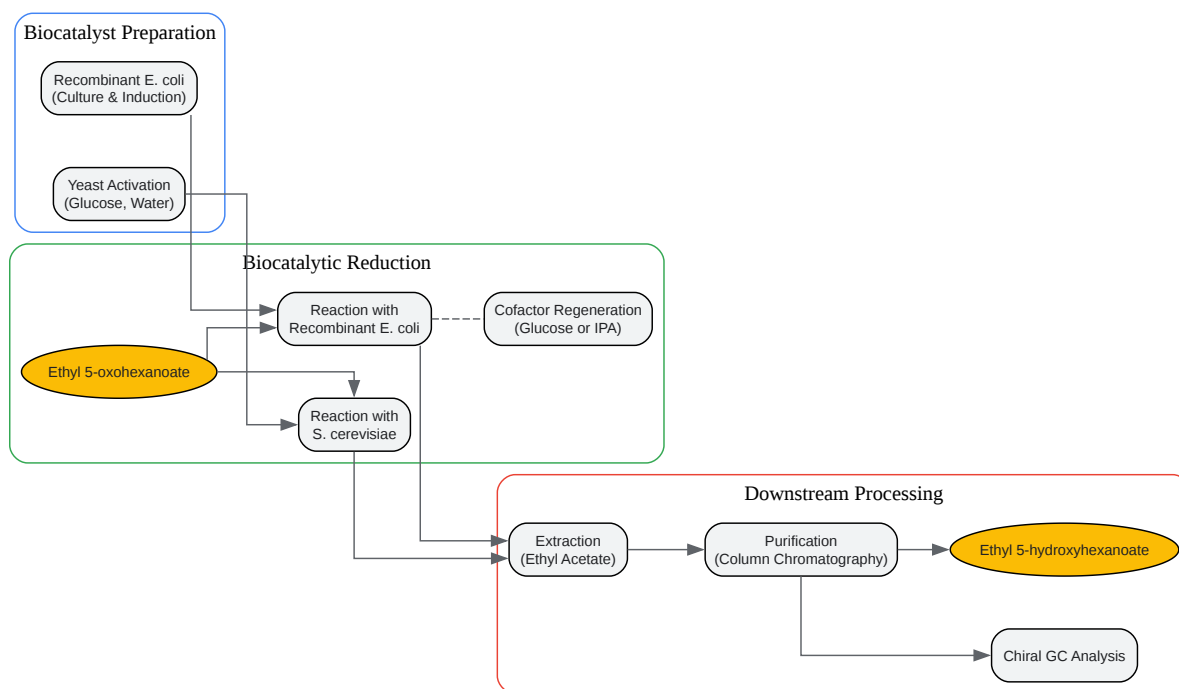 Biocatalyst Preparation
Recombinant E. coli
(Culture & Induction)
Yeast Activation
(Glucose, Water)
Biocatalytic Reduction
Reaction with
Recombinant E. coli
Cofactor Regeneration
(Glucose or IPA)
Ethyl 5-oxohexanoate
Reaction with
S. cerevisiae
Downstream Processing
Extraction
(Ethyl Acetate)
Purification
(Column Chromatography)
Ethyl 5-hydroxyhexanoate
Chiral GC Analysis